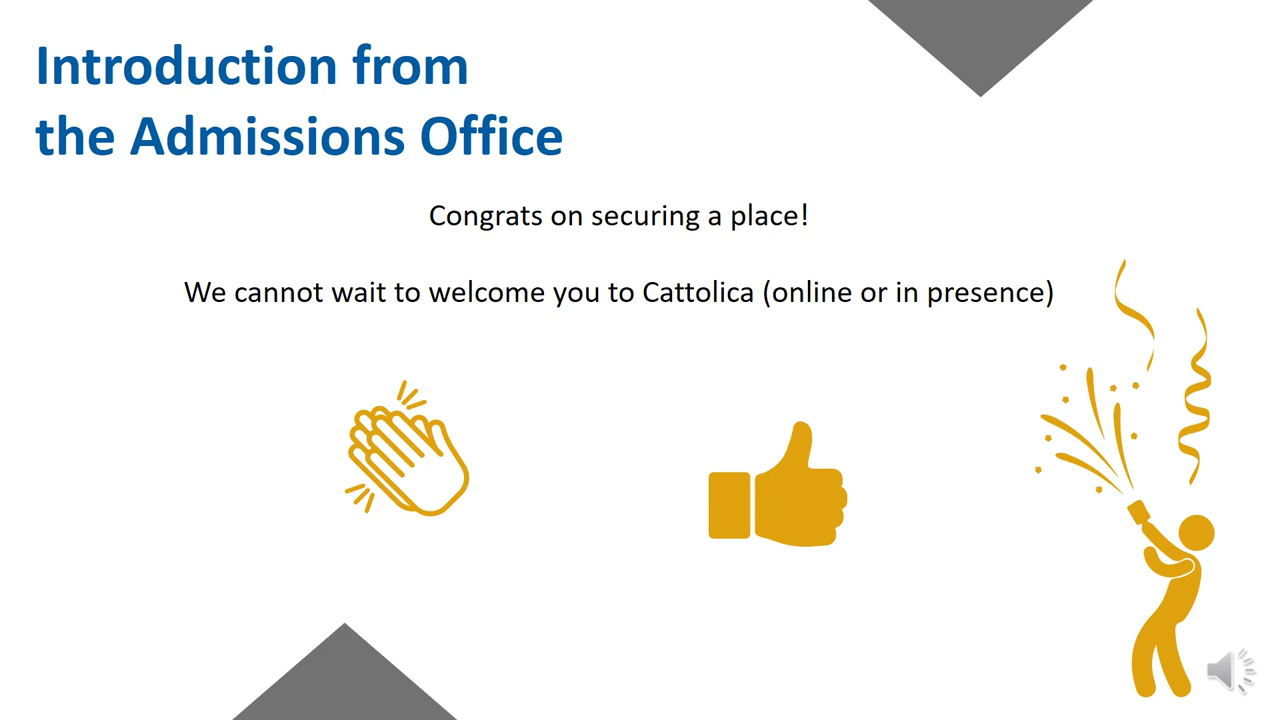 Introduction from
the Admissions Office
Congrats on securing a place!
We cannot wait to welcome you to Cattolica (online or in presence)